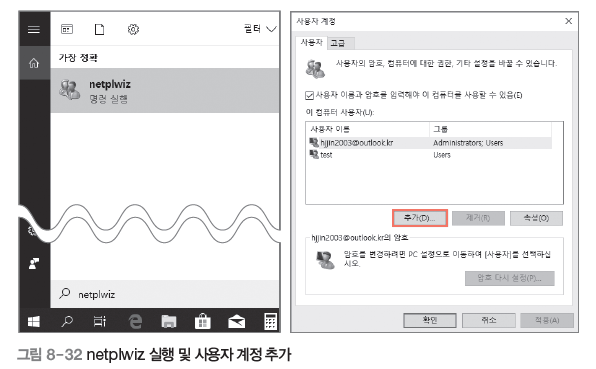 필터
가장 정확
netplwiz
명령 실행
netplwiz
사용자 계정
사용자 고급
사용자의 암호, 컴퓨터에 대한 권한, 기타 설정을 바꿀 수 있습니다.
사용자 이름과 암호를 입력해야 이 컴퓨터를 사용할 수 있음(E)
이 컴퓨터 사용자(U):
사용자 이름 그룹
hjjin2003@outlook.kr Administrators; Users
test Users
추가(D)... 제거(R) 속성(O)
hjjin2003@outlook.kr의 암호
암호를 변경하려면 PC 설정으로 이동하여 [사용자]를 선택하십
시오.
암호 다시 설정(P)...
확인 취소 적용(A)
그림 8-32 netplwiz 실행 및 사용자 계정 추가